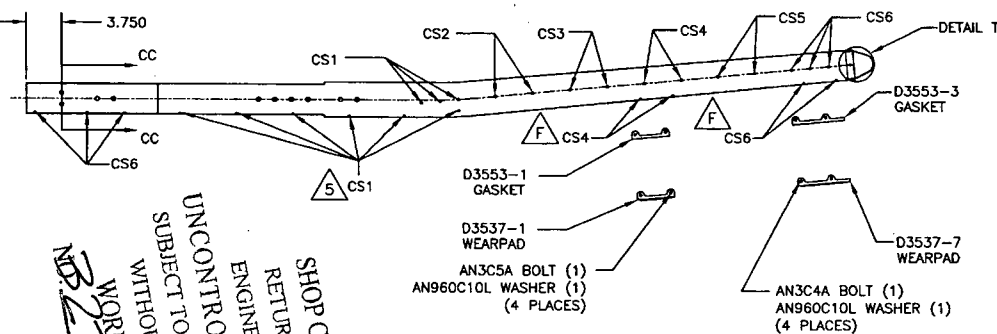 3.750
CC
CS1
CS2
CS3
CS4
CS5
CS6
DETAIL T
CC
CS6
5
CS1
F
CS4
F
CS6
D3553-3
GASKET
D3553-1
GASKET
D3537-1
WEARPAD
AN3C5A BOLT (1)
AN960C10L WASHER (1)
(4 PLACES)
D3537-7
WEARPAD
AN3C4A BOLT (1)
AN960C10L WASHER (1)
(4 PLACES)
SHOP C
RETUR
ENGINE
UNCONTRO
SUBJECT TO
WITHO
WOR